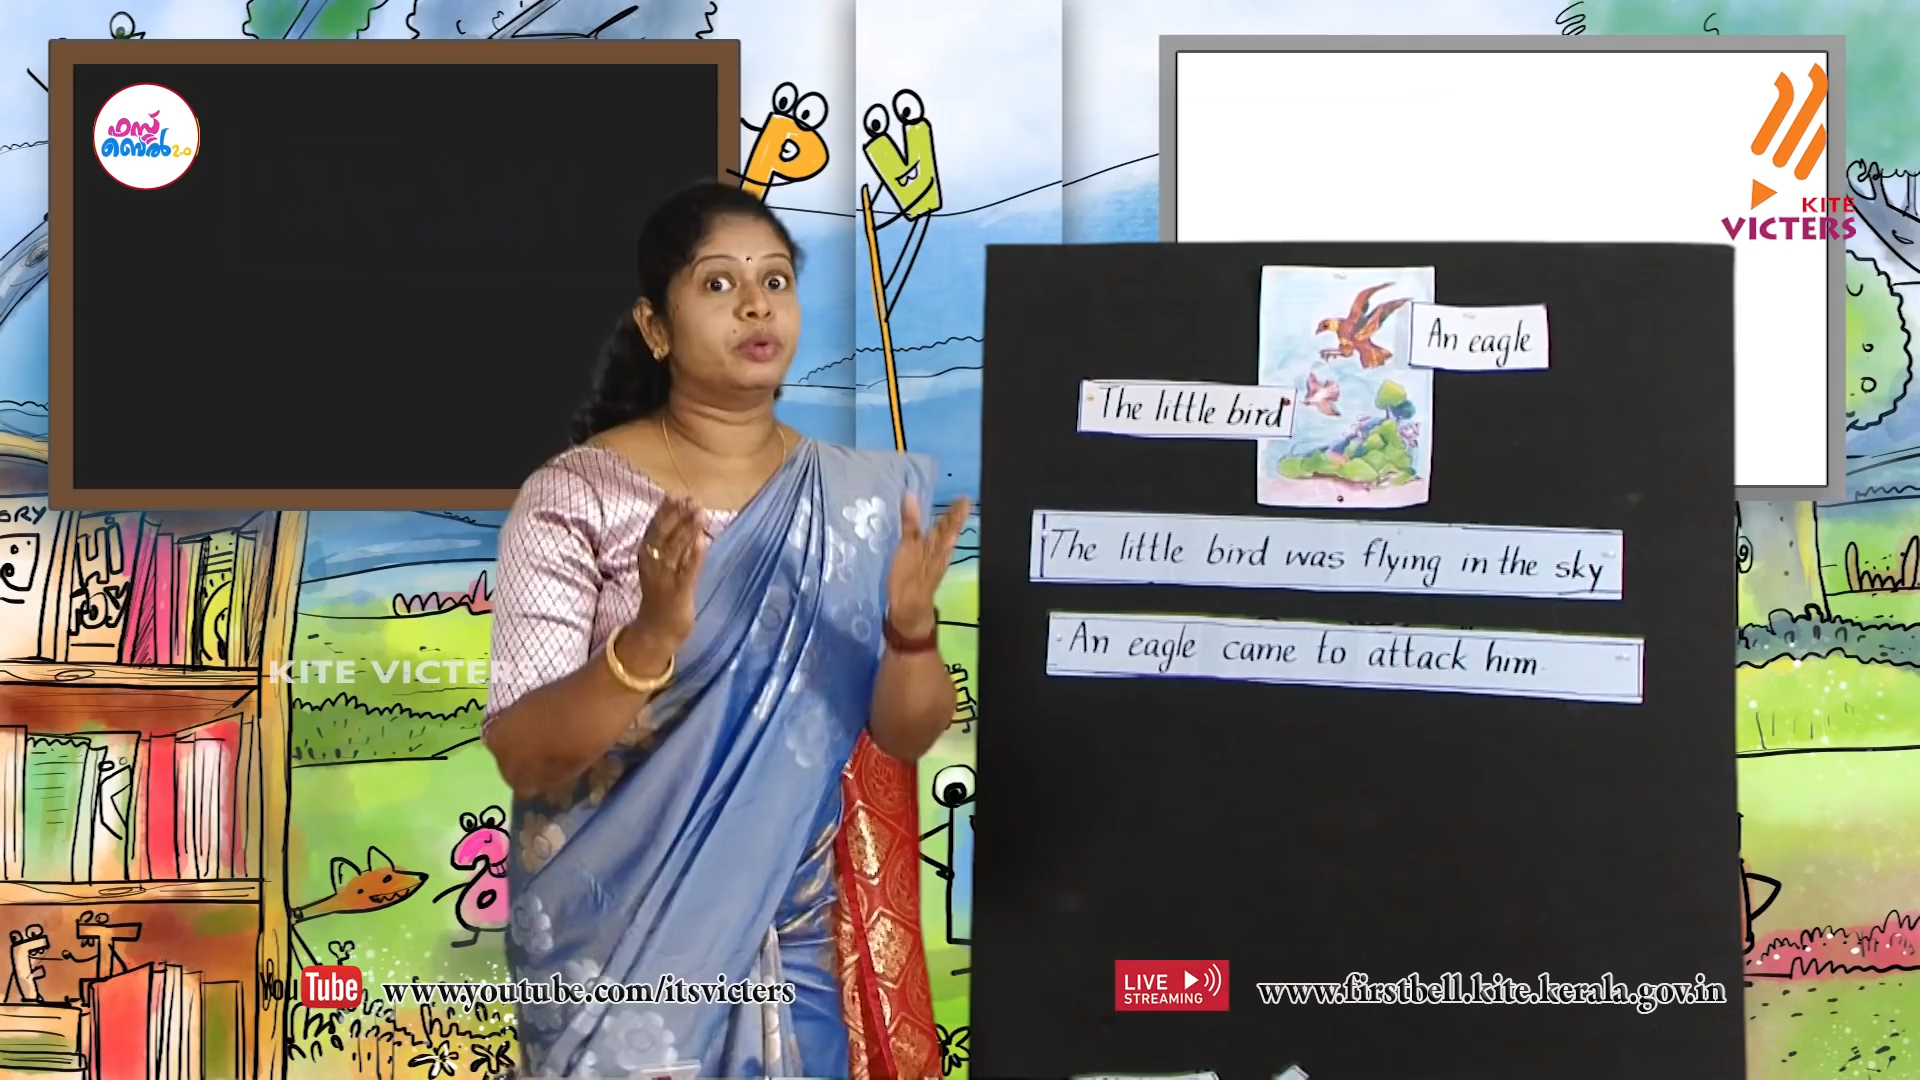 ഫസ്റ്റ്
ബെൽ 2.0
KITE
VICTERS
An eagle
The little bird
The little bird was flying in the sky
An eagle came to attack him.
KITE VICTERS
YouTube www.youtube.com/itsvicters
LIVE
STREAMING
www.firstbell.kite.kerala.gov.in